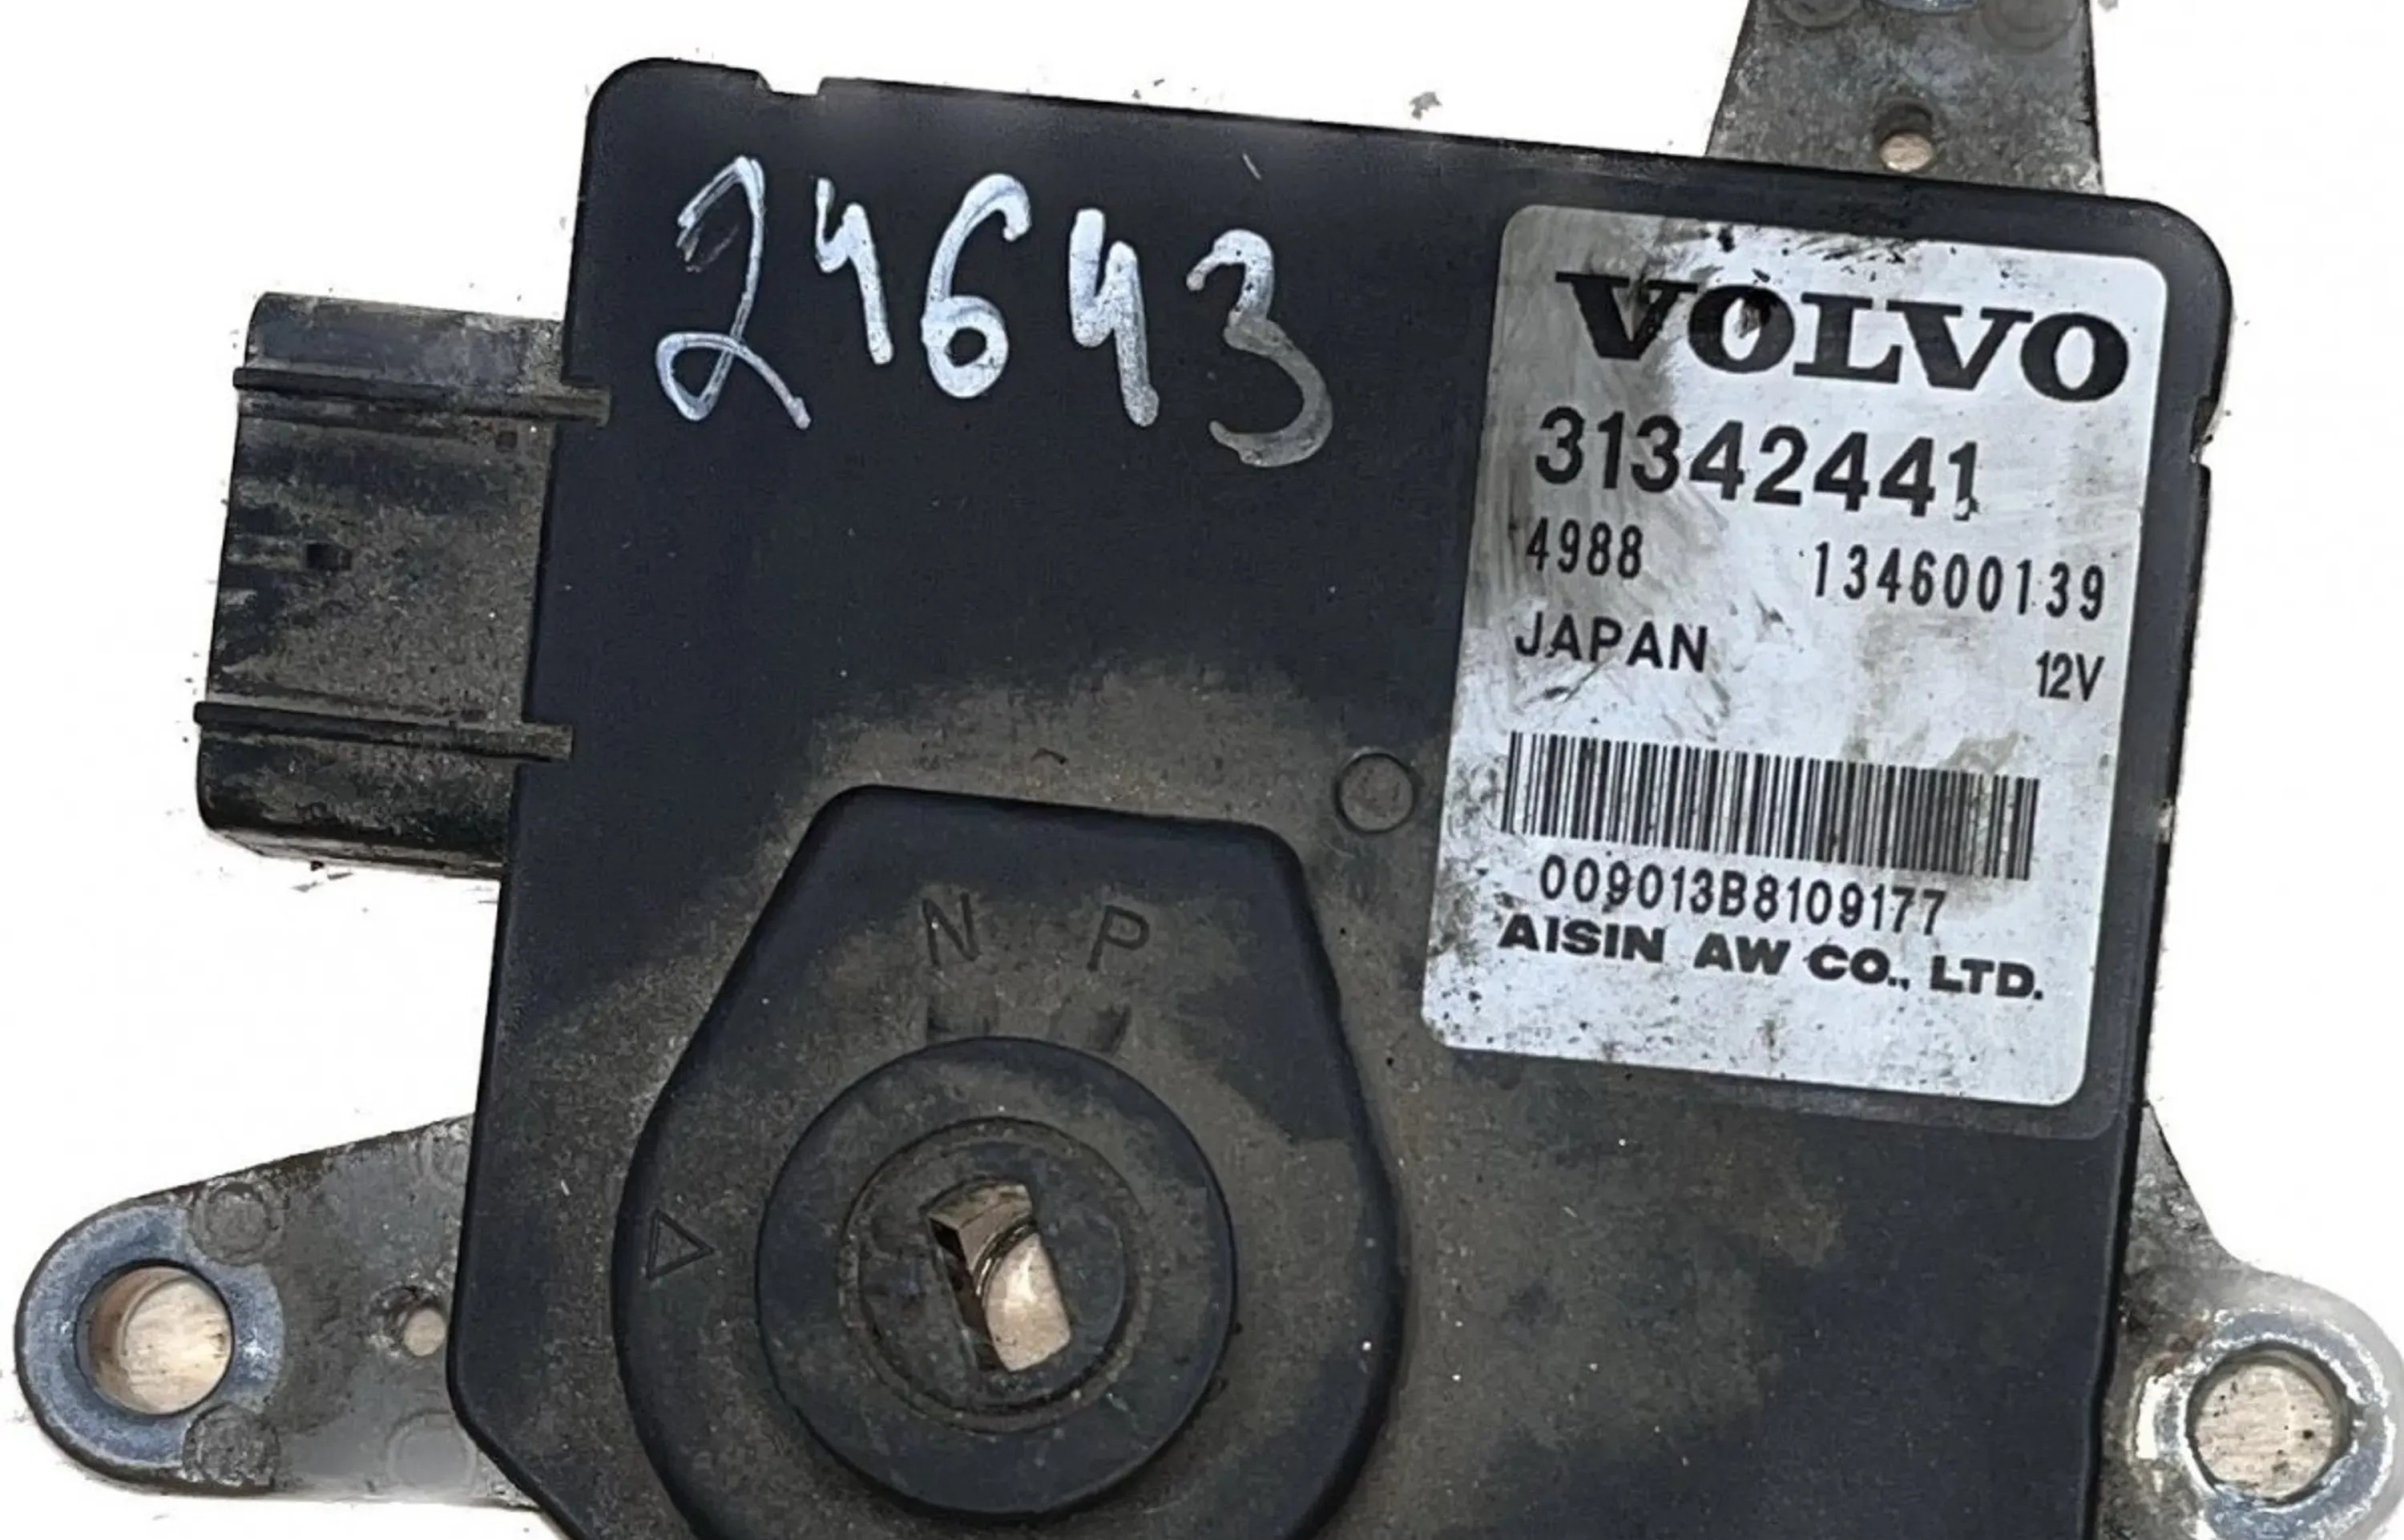 24643
VOLVO
31342441
4988 134600139
JAPAN 12V
009013B8109177
AISIN AW CO., LTD.
N P